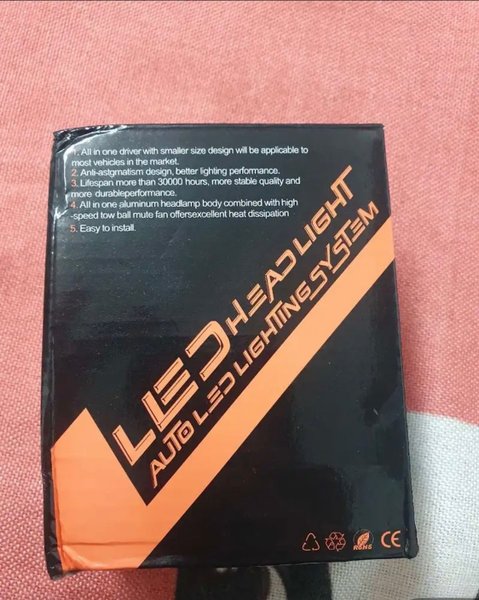 1. All in one driver with smaller size design will be applicable to
most vehicles in the market.
2. Anti-astgmatism design, better lighting performance.
3. Lifespan more than 30000 hours, more stable quality and
more durableperformance.
4. All in one aluminum headlamp body combined with high
-speed tow ball mute fan offersexcellent heat dissipation
5. Easy to install.
LED HEADLIGHT
AUTO LED LIGHTING SYSTEM
ROHS CE